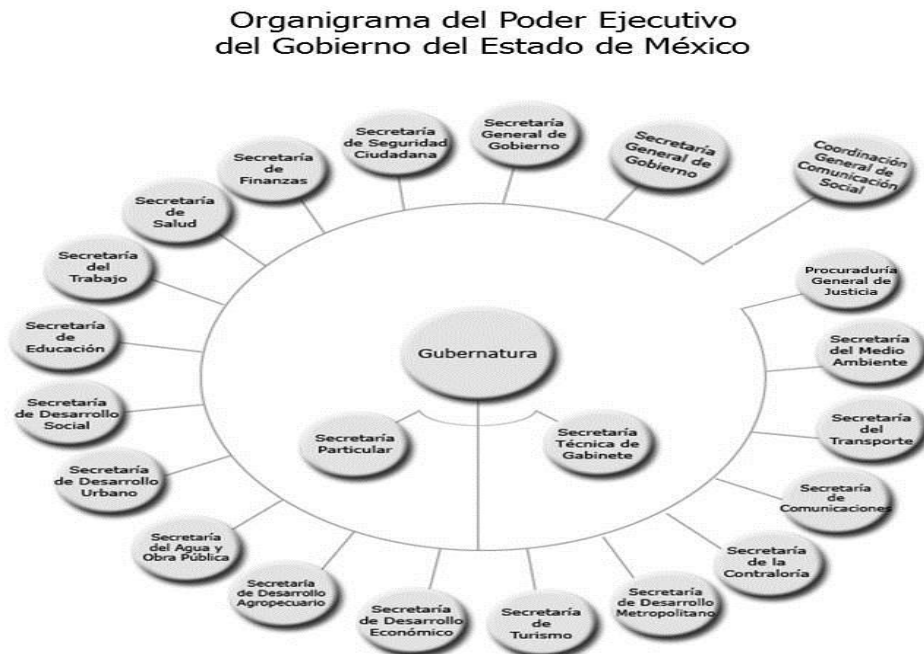 Organigrama del Poder Ejecutivo
del Gobierno del Estado de México
Secretaría
General de
Gobierno
Secretaría
General de
Gobierno
Coordinación
General de
Comunicación
Social
Secretaría
de Seguridad
Ciudadana
Secretaría
de
Finanzas
Secretaría
de
Salud
Secretaría
del
Trabajo
Secretaría
de
Educación
Secretaría
de Desarrollo
Social
Secretaría
de Desarrollo
Urbano
Secretaría
del Agua y
Obra Pública
Secretaría
de Desarrollo
Agropecuario
Secretaría
de Desarrollo
Económico
Secretaría
de
Turismo
Secretaría
de Desarrollo
Metropolitano
Secretaría
de la
Contraloría
Secretaría
de
Comunicaciones
Secretaría
del
Transporte
Secretaría
del Medio
Ambiente
Procuraduría
General de
Justicia
Gubernatura
Secretaría
Particular
Secretaría
Técnica de
Gabinete